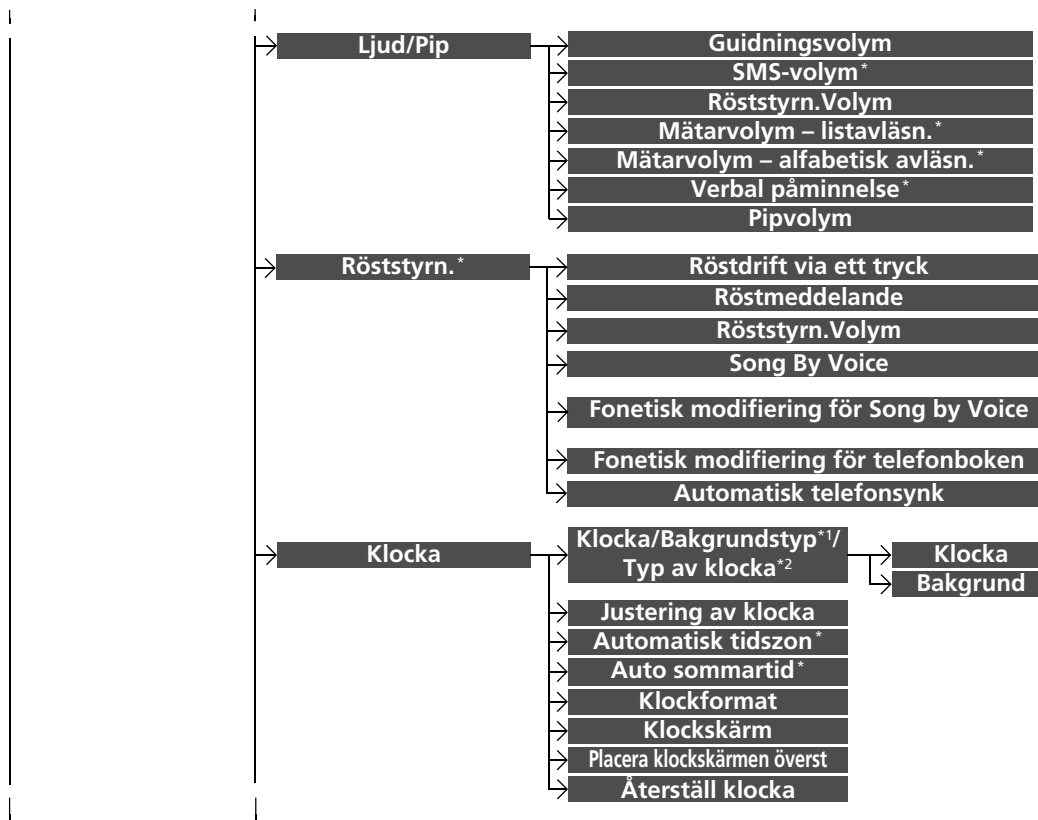 Ljud/Pip
Guidningsvolym
SMS-volym*
Röststyrn.Volym
Mätarvolym – listavläsn.*
Mätarvolym – alfabetisk avläsn.*
Verbal påminnelse*
Pipvolym
Röststyrn.*
Röstdrift via ett tryck
Röstmeddelande
Röststyrn.Volym
Song By Voice
Fonetisk modifiering för Song by Voice
Fonetisk modifiering för telefonboken
Automatisk telefonsynk
Klocka
Klocka/Bakgrundstyp*1/
Typ av klocka*2
Klocka
Bakgrund
Justering av klocka
Automatisk tidszon*
Auto sommartid*
Klockformat
Klockskärm
Placera klockskärmen överst
Återställ klocka